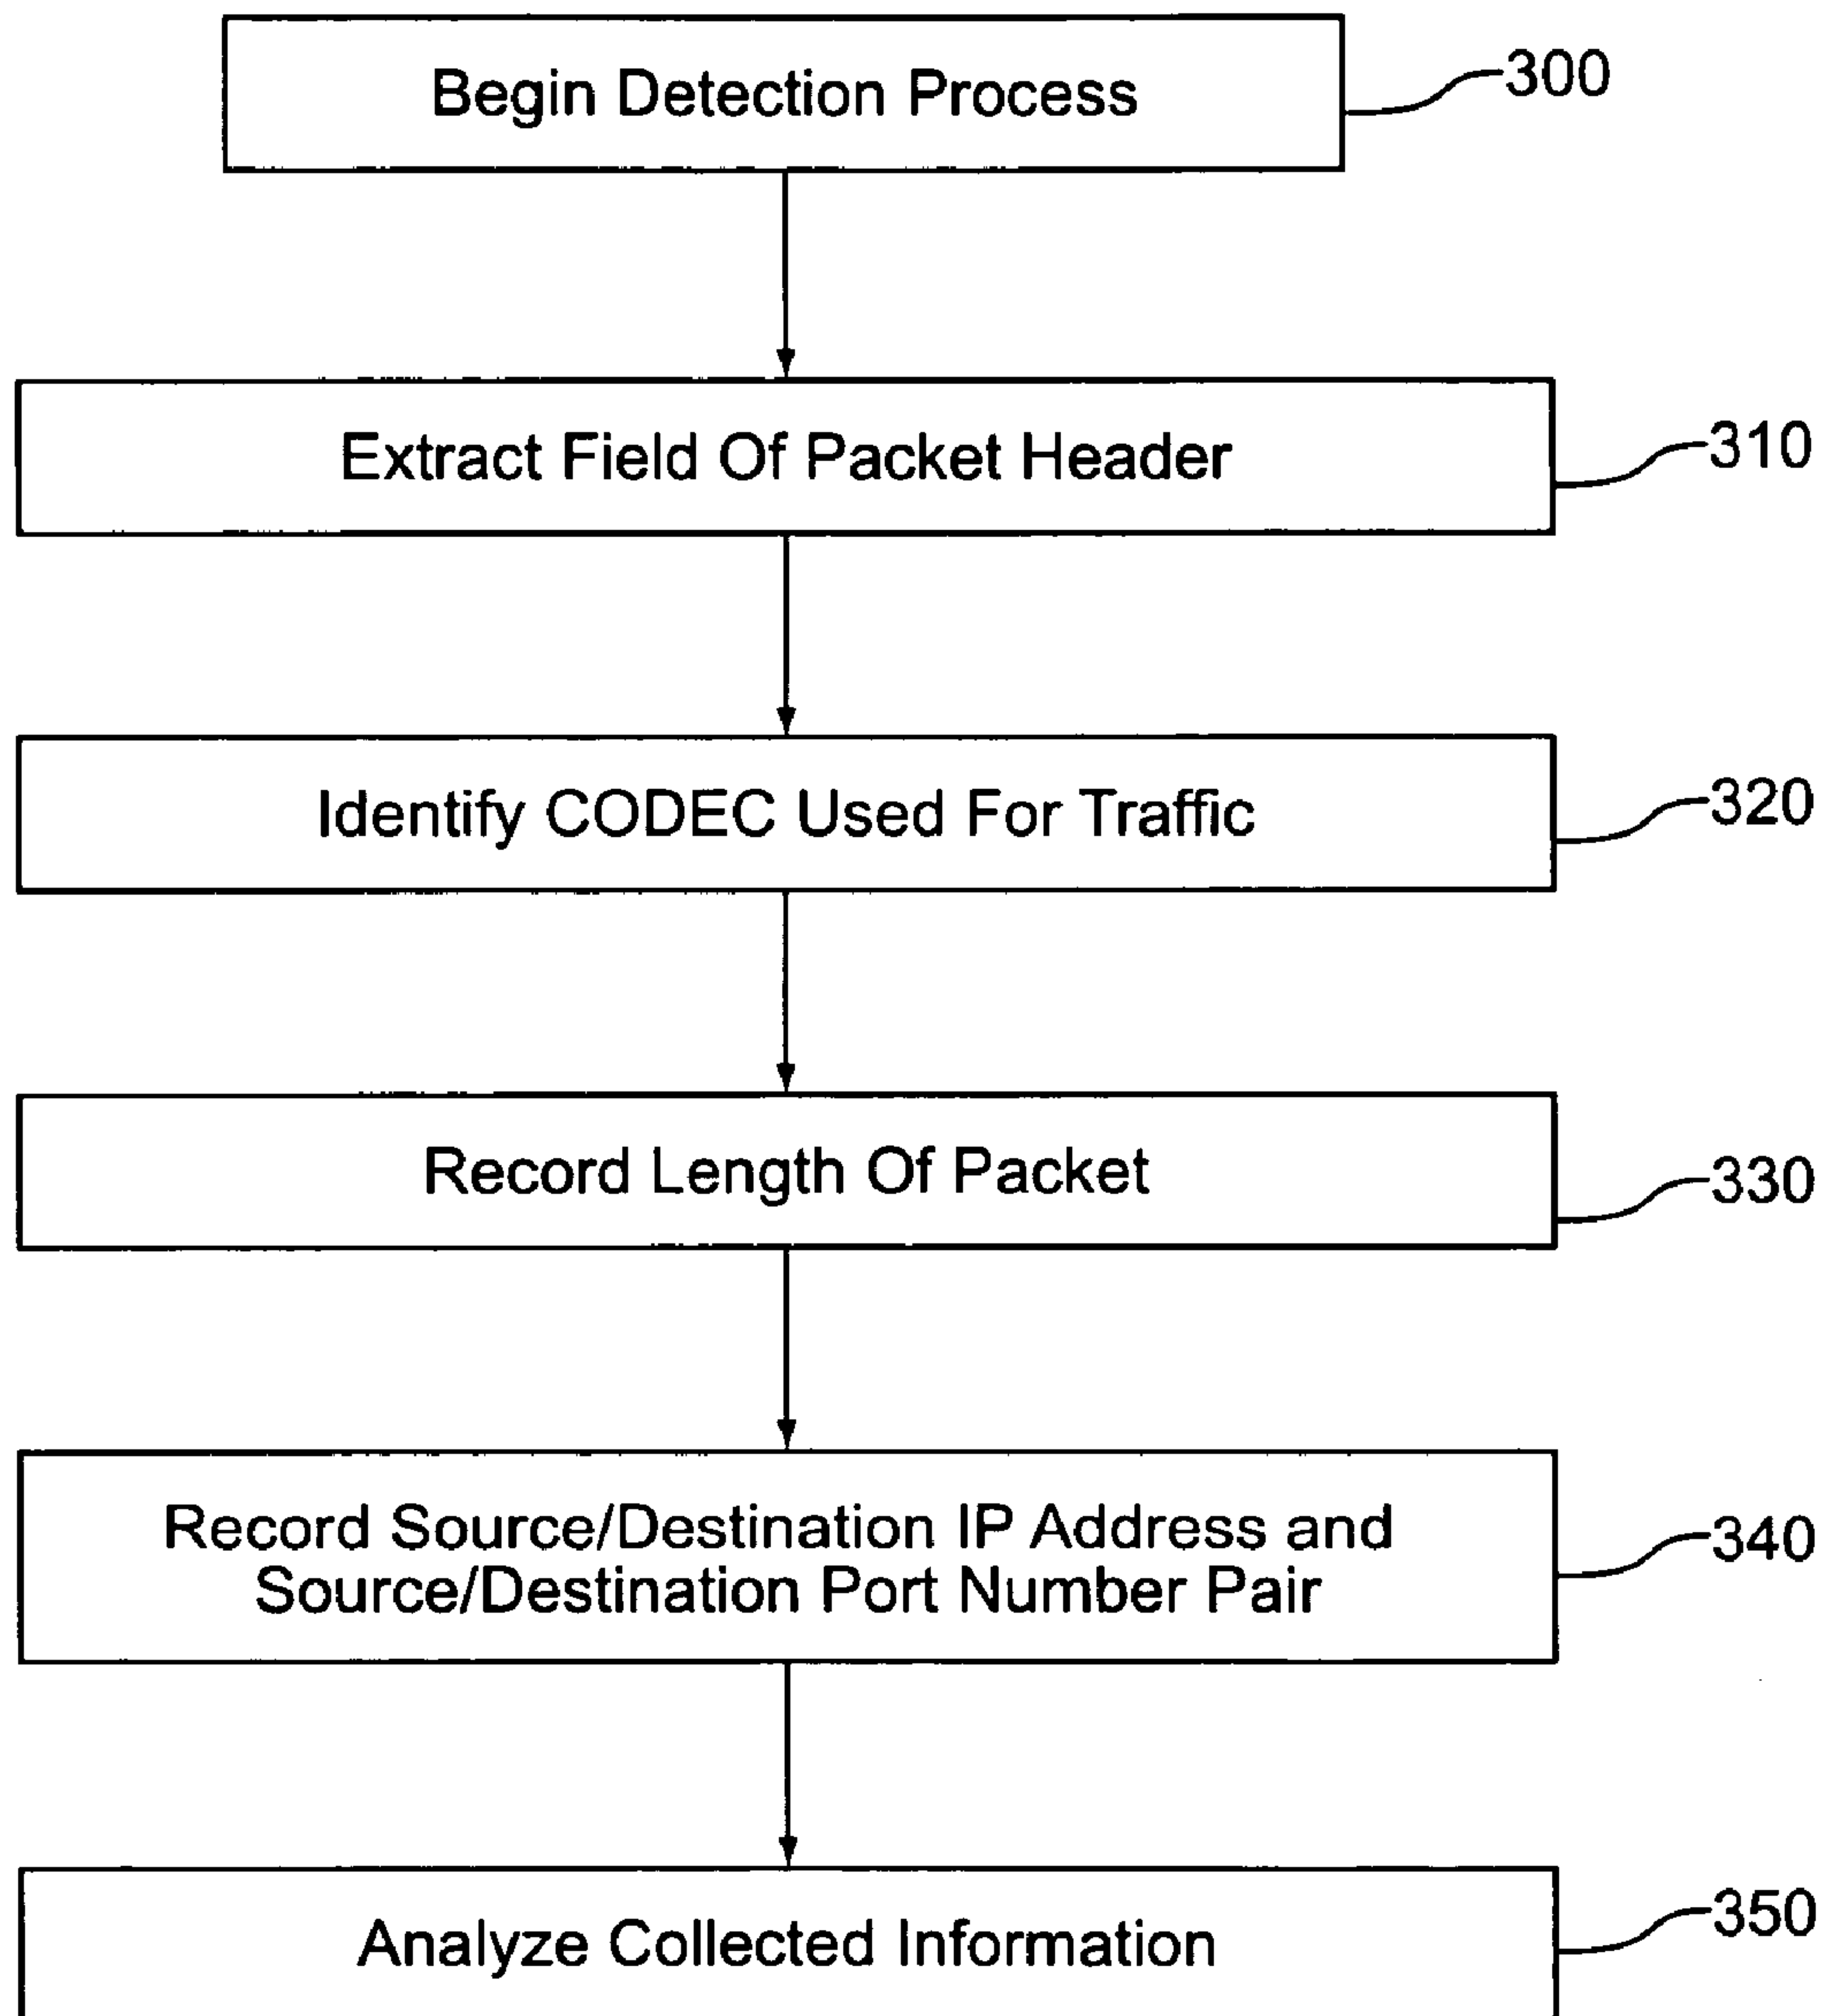 Begin Detection Process
300
Extract Field Of Packet Header
310
Identify CODEC Used For Traffic
320
Record Length Of Packet
330
Record Source/Destination IP Address and
Source/Destination Port Number Pair
340
Analyze Collected Information
350